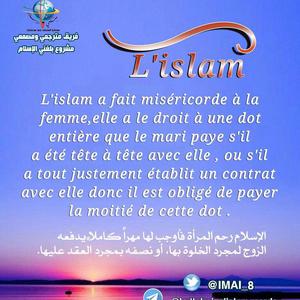 فريق مترجمي ومصممي
مشروع بلغني الإسلام
L'islam
L'islam a fait miséricorde à la
femme,elle a le droit à une dot
entière que le mari paye s'il
a été tête à tête avec elle , ou s'il
a tout justement établit un contrat
avec elle donc il est obligé de payer
la moitié de cette dot .
الإسلام رحم المرأة فأوجب لها مهراً كاملا،يدفعه
الزوج لمجرد الخلوة بها، أو نصفه بمجرد العقد عليها.
@IMAI_8